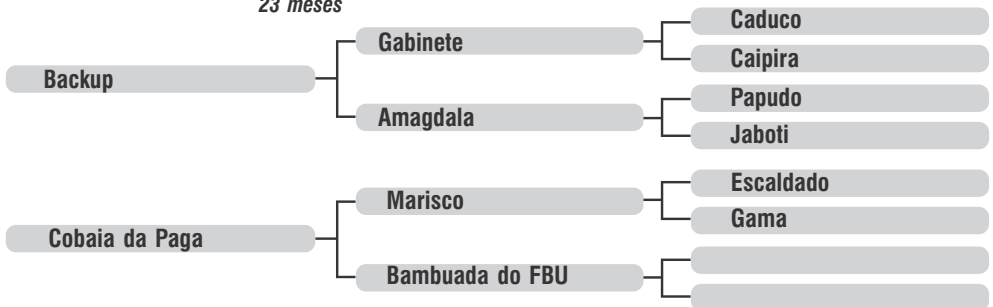 23 meses
Caduco
Gabinete
Caipira
Backup
Papudo
Amagdala
Jaboti
Escaldado
Marisco
Gama
Cobaia da Paga
Bambuada do FBU